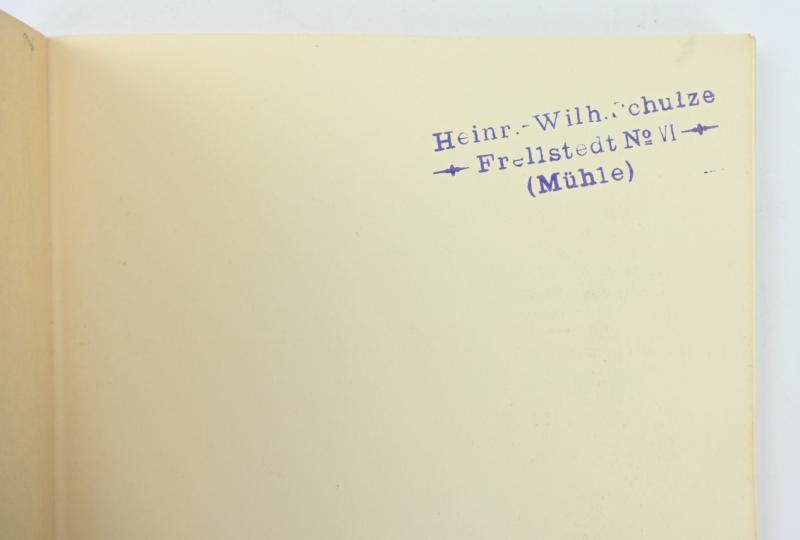 Heinr.-Wilh. Schulze
Frellstedt № VI
(Mühle)